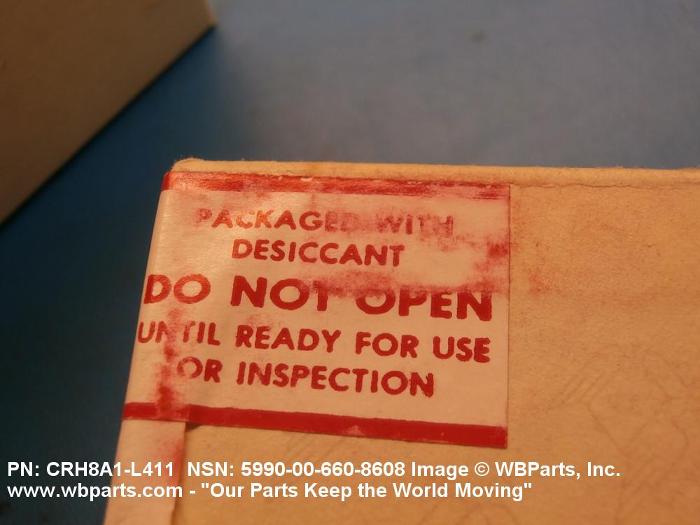 PACKAGED WITH
DESICCANT
DO NOT OPEN
UNTIL READY FOR USE
OR INSPECTION
PN: CRH8A1-L411 NSN: 5990-00-660-8608 Image © WBParts, Inc.
www.wbparts.com - "Our Parts Keep the World Moving"